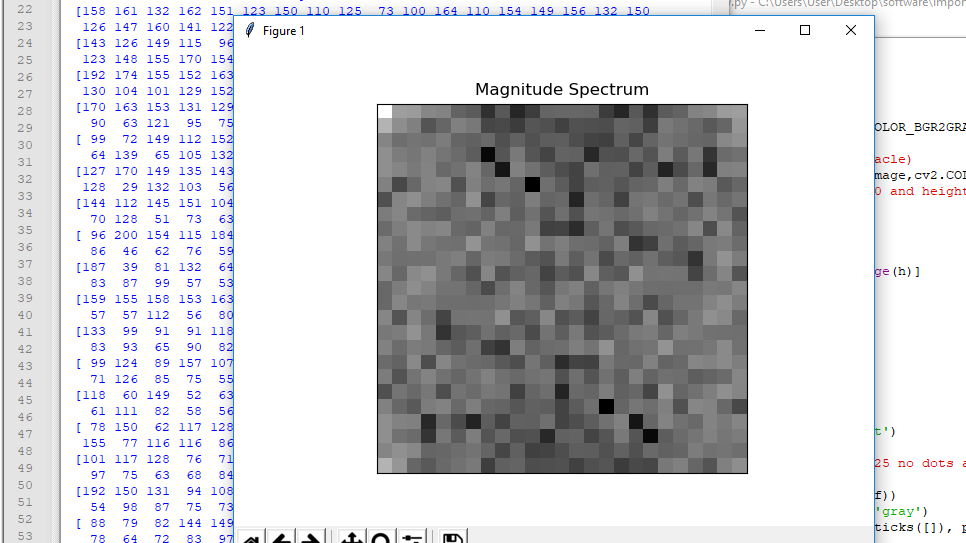 22
23
24
25
26
27
28
29
30
31
32
33
34
35
36
37
38
39
40
41
42
43
44
45
46
47
48
49
50
51
52
53
[158 161 132 162 151 123 150 110 125  73 100 164 110 154 149 156 132 150
 126 147 160 141 122
[143 126 149 115  96
 123 148 155 170 154
[192 174 155 152 163
 130 104 101 129 152
[170 163 153 131 129
  90  63 121  95  75
[ 99  72 149 112 152
  64 139  65 105 132
[127 170 149 135 143
 128  29 132 103  56
[144 112 145 151 104
  70 128  51  73  63
[ 96 200 154 115 184
  86  46  62  76  59
[187  39  81 132  64
  83  87  99  57  53
[159 155 158 153 163
  57  57 112  56  80
[133  99  91  91 118
  83  93  65  90  82
[ 99 124  89 157 107
  71 126  85  75  55
[118  60 149  52  63
  61 111  82  58  56
[ 78 150  62 117 128
 155  77 116 116  86
[101 117 128  76  71
  97  75  63  68  84
[192 150 131  94 108
  54  98  87  75  73
[ 88  79  82 144 149
  78  64  72  83  97
Figure 1
Magnitude Spectrum
.py - C:\Users\User\Desktop\software\impor
OLOR_BGR2GRA
acle)
mage,cv2.COL
0 and height
ge(h)]
t')
25 no dots a
f))
'gray')
ticks([]), p